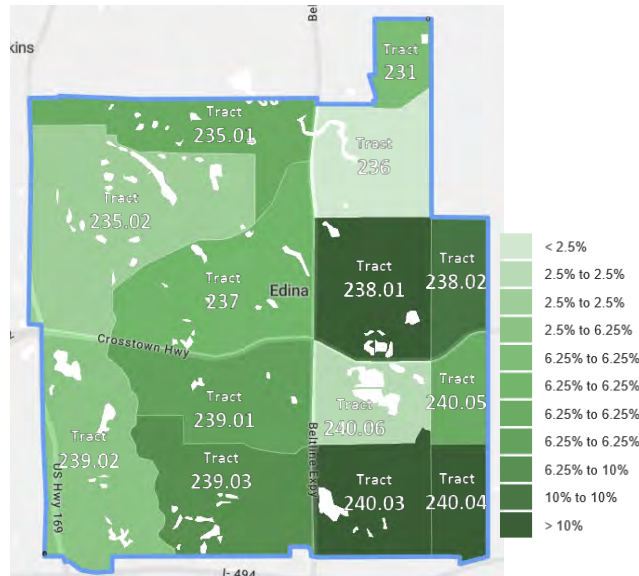 Bel
kins
Tract
231
Tract
235.01
Tract
236
Tract
235.02
Tract
237
Edina
Tract
238.01
Tract
238.02
Crosstown Hwy
Tract
239.01
Tract
240.06
Tract
240.05
Tract
239.02
US Hwy 169
Tract
239.03
Beltline Expy
Tract
240.03
Tract
240.04
I- 494
< 2.5%
2.5% to 2.5%
2.5% to 2.5%
2.5% to 6.25%
6.25% to 6.25%
6.25% to 6.25%
6.25% to 6.25%
6.25% to 6.25%
6.25% to 10%
10% to 10%
> 10%